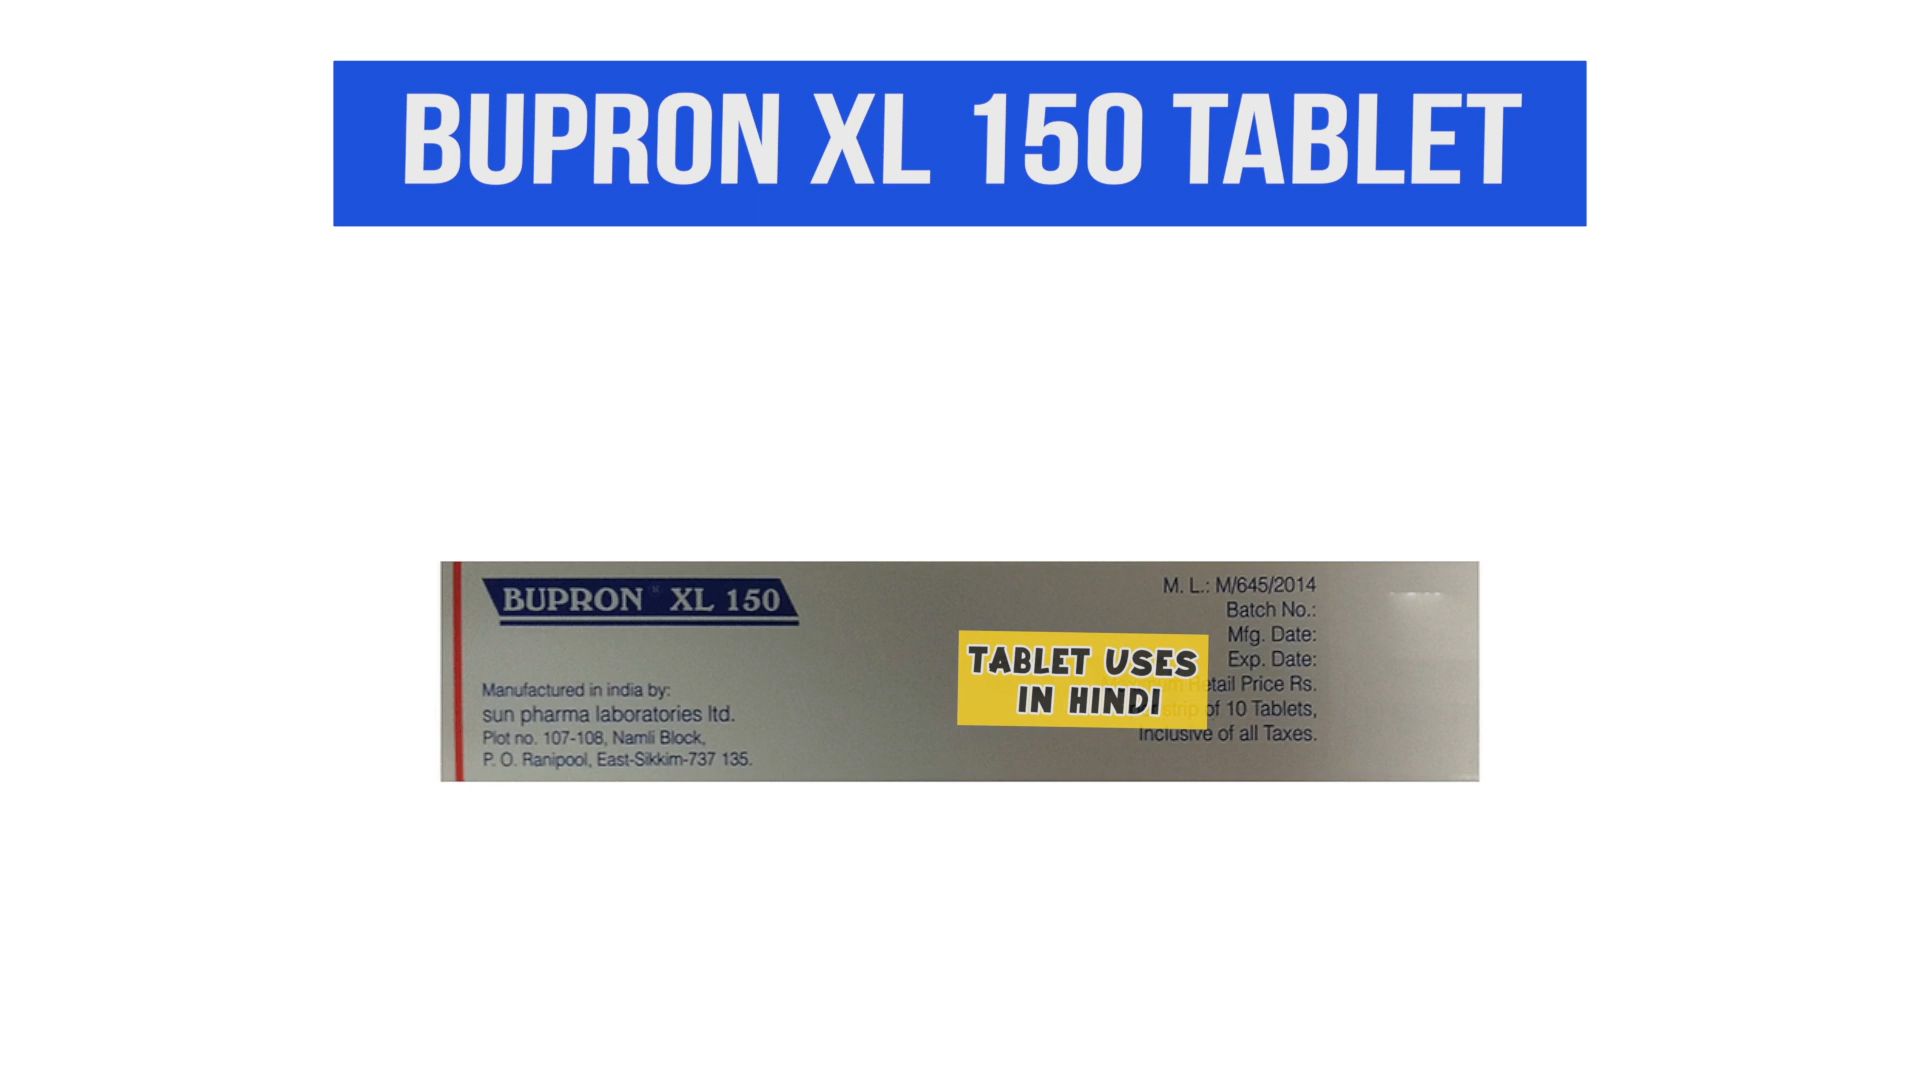 BUPRON XL 150 TABLET
BUPRON XL 150
Manufactured in india by:
sun pharma laboratories ltd.
Plot no. 107-108, Namli Block,
P. O. Ranipool, East-Sikkim-737 135.
M. L.: M/645/2014
Batch No.:
Mfg. Date:
Exp. Date:
Retail Price Rs.
strip of 10 Tablets,
Inclusive of all Taxes.
TABLET USES
IN HINDI